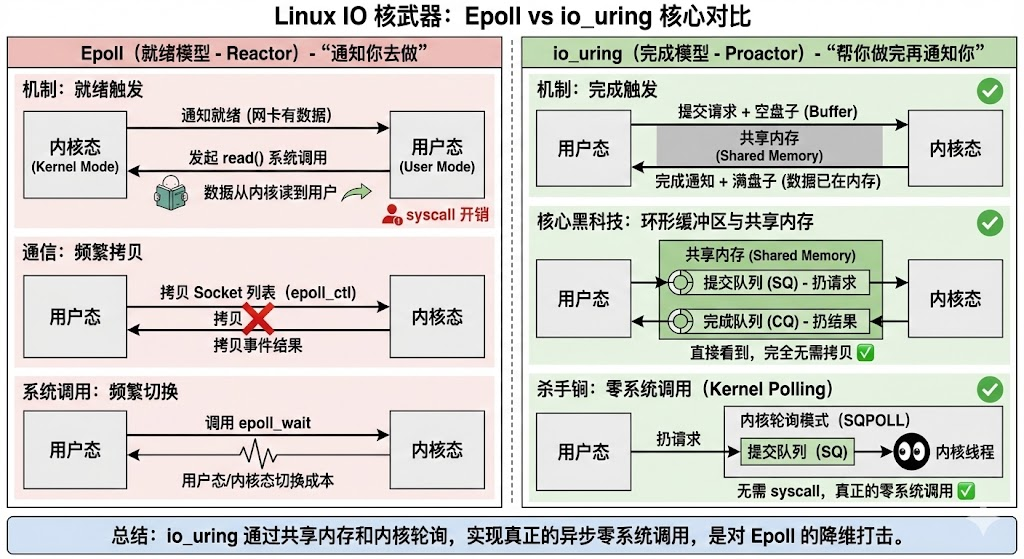 Linux IO 核武器：Epoll vs io_uring 核心对比
Epoll（就绪模型 - Reactor）- “通知你去做”
机制：就绪触发
内核态
(Kernel Mode)
通知就绪 (网卡有数据)
发起 read() 系统调用
数据从内核读到用户
用户态
(User Mode)
syscall 开销
通信：频繁拷贝
用户态
拷贝 Socket 列表（epoll_ctl）
拷贝
拷贝事件结果
内核态
系统调用：频繁切换
用户态
调用 epoll_wait
用户态/内核态切换成本
内核态
io_uring（完成模型 - Proactor）- “帮你做完再通知你”
机制：完成触发
用户态
提交请求 + 空盘子 (Buffer)
共享内存
(Shared Memory)
完成通知 + 满盘子 (数据已在内存)
内核态
核心黑科技：环形缓冲区与共享内存
用户态
共享内存 (Shared Memory)
提交队列 (SQ) - 扔请求
完成队列 (CQ) - 扔结果
直接看到，完全无需拷贝
内核态
杀手锏：零系统调用（Kernel Polling）
用户态
扔请求
内核轮询模式（SQPOLL）
提交队列（SQ）
内核线程
无需 syscall，真正的零系统调用
总结：io_uring 通过共享内存和内核轮询，实现真正的异步零系统调用，是对 Epoll 的降维打击。